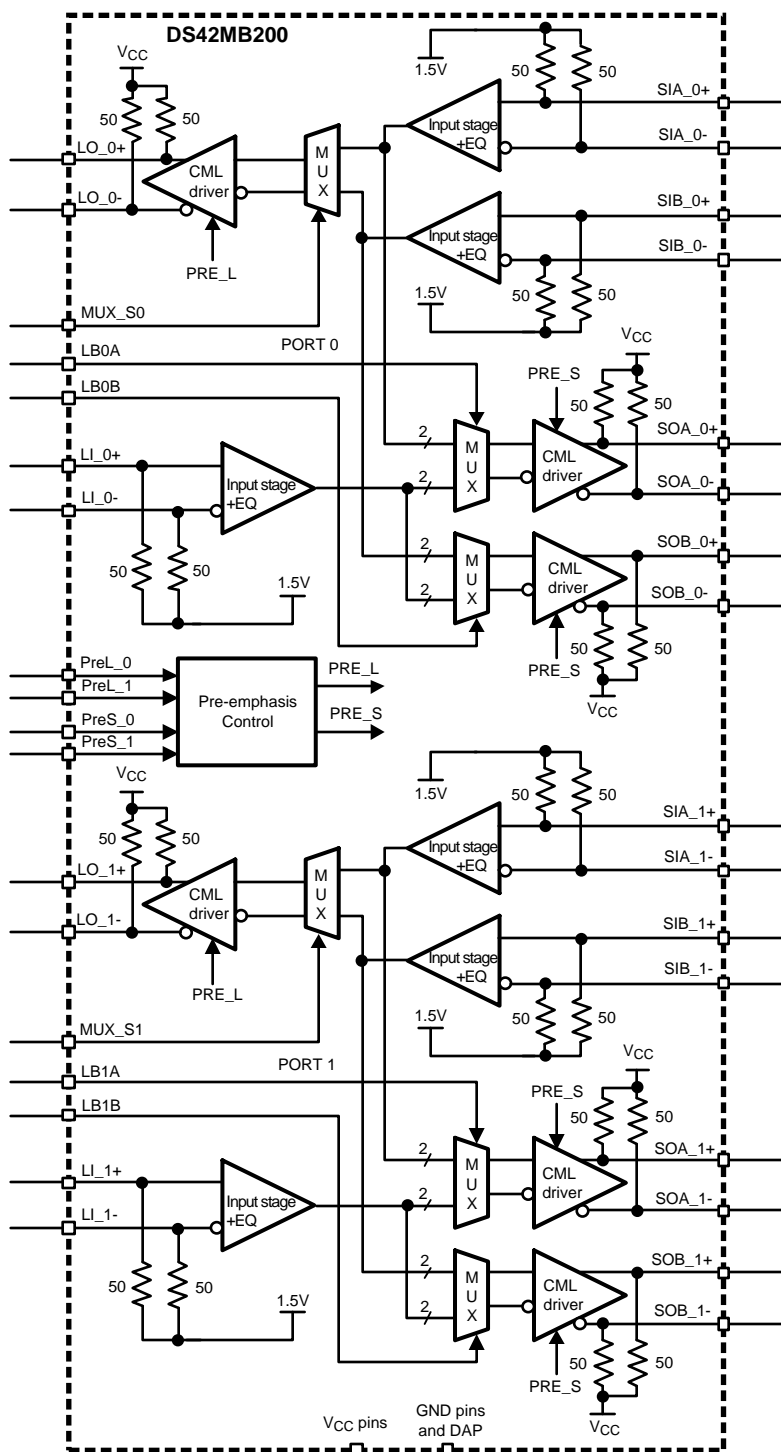 DS42MB200
VCC
50
50
LO_0+
LO_0-
CML
driver
PRE_L
M
U
X
1.5V
50
50
Input stage
+EQ
SIA_0+
SIA_0-
Input stage
+EQ
SIB_0+
SIB_0-
50
50
1.5V
MUX_S0
PORT 0
LB0A
LB0B
VCC
PRE_S
50
50
LI_0+
LI_0-
Input stage
+EQ
50
50
1.5V
2
2
M
U
X
CML
driver
SOA_0+
SOA_0-
2
2
M
U
X
CML
driver
SOB_0+
SOB_0-
PRE_S
50
50
VCC
PreL_0
PreL_1
PreS_0
PreS_1
Pre-emphasis
Control
PRE_L
PRE_S
VCC
50
50
LO_1+
LO_1-
CML
driver
PRE_L
M
U
X
1.5V
50
50
Input stage
+EQ
SIA_1+
SIA_1-
Input stage
+EQ
SIB_1+
SIB_1-
50
50
1.5V
MUX_S1
PORT 1
LB1A
LB1B
VCC
PRE_S
50
50
LI_1+
LI_1-
Input stage
+EQ
50
50
1.5V
2
2
M
U
X
CML
driver
SOA_1+
SOA_1-
2
2
M
U
X
CML
driver
SOB_1+
SOB_1-
PRE_S
50
50
VCC
VCC pins
GND pins
and DAP